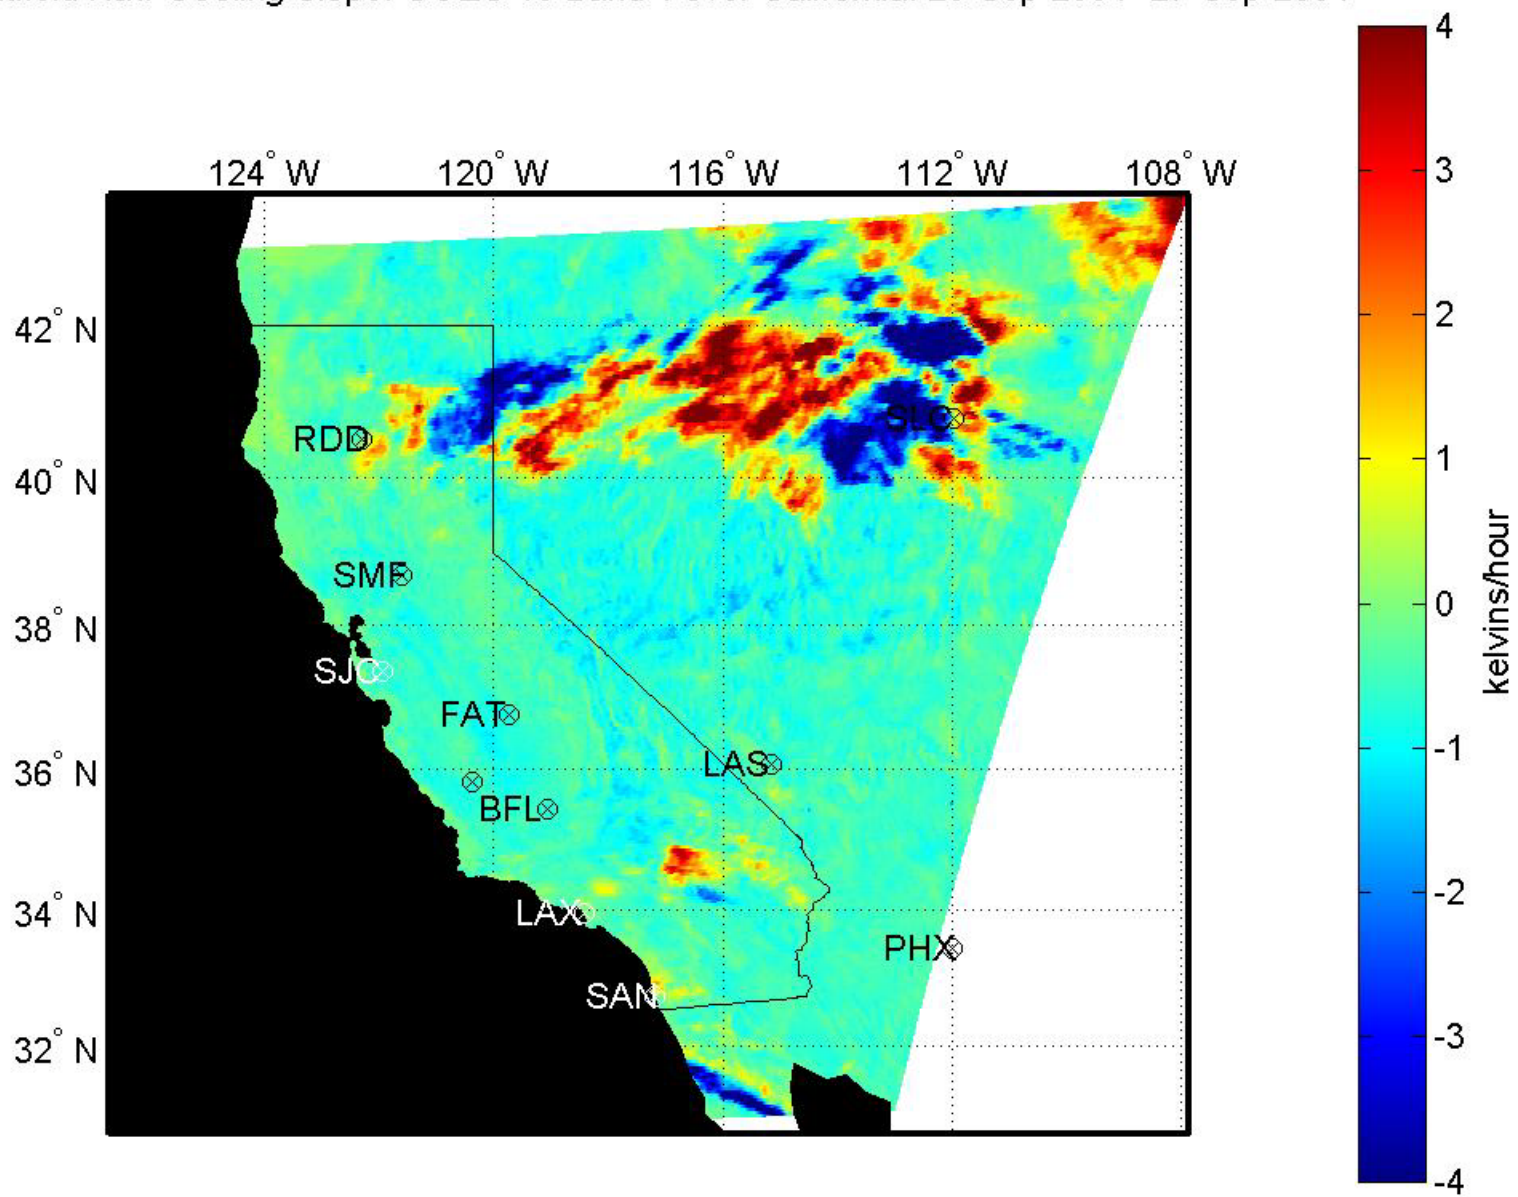 4
124° W 120° W 116° W 112° W 108° W
3
42° N
2
SLC
RDD
40° N
1
SMF
38° N
0
SJC
FAT
kelvins/hour
LAS
36° N
-1
BFL
-2
34° N
LAX
PHX
SAN
32° N
-3
-4